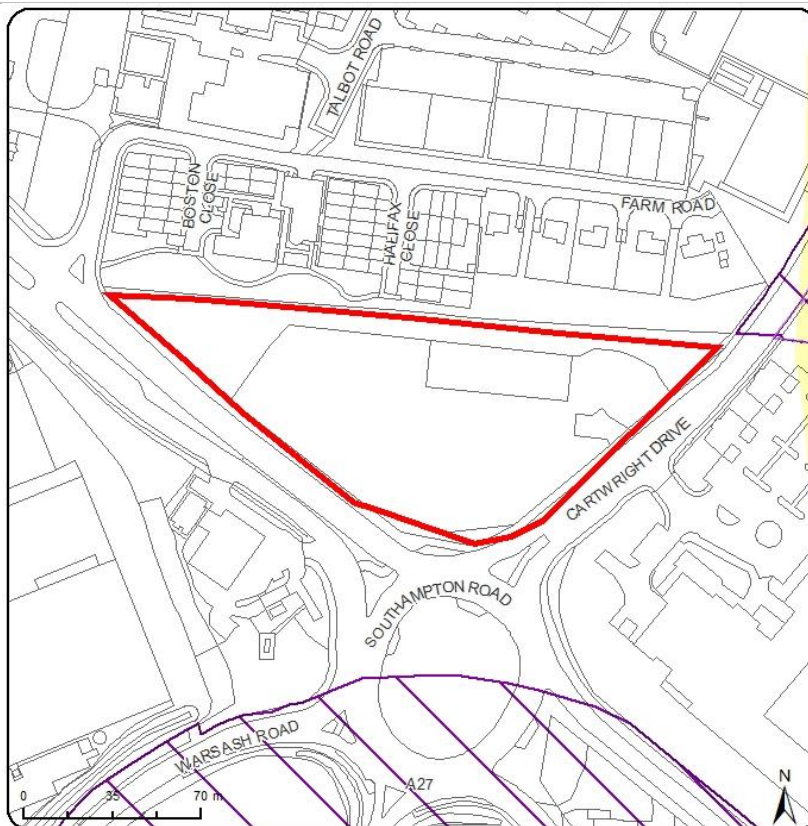 TALBOT ROAD
BOSTON
CLOSE
HALIFAX
CLOSE
FARM ROAD
CARTWRIGHT DRIVE
SOUTHAMPTON ROAD
WARSASH ROAD
A27
N
0 35 70 m